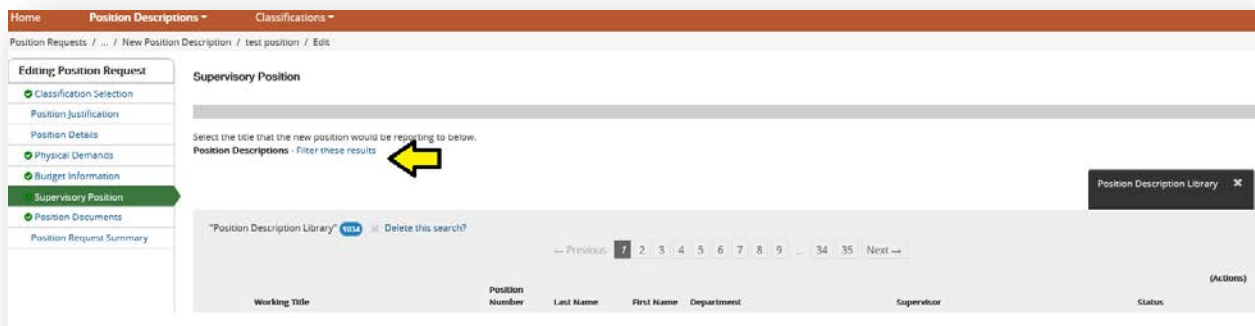 Home Position Descriptions Classifications
Position Requests / ... / New Position Description / test position / Edit
Editing Position Request
Classification Selection
Position Justification
Position Details
Physical Demands
Budget Information
Supervisory Position
Position Documents
Position Request Summary
Supervisory Position
Select the title that the new position would be reporting to below.
Position Descriptions - Filter these results
Position Description Library ×
"Position Description Library" 1034 × Delete this search?
← Previous 1 2 3 4 5 6 7 8 9 ... 34 35 Next →
(Actions)
Working Title Position Number Last Name First Name Department Supervisor Status